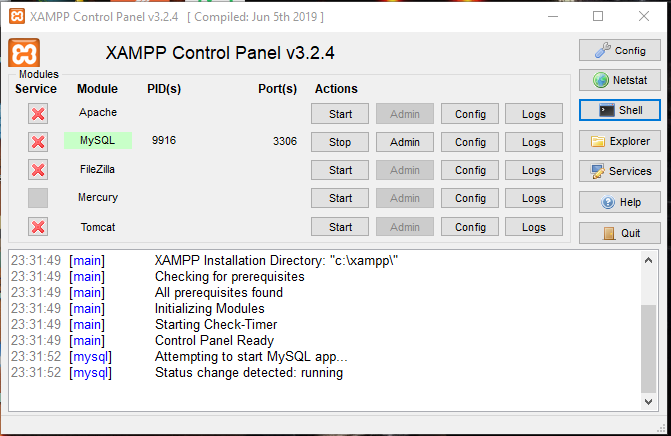 XAMPP Control Panel v3.2.4 [ Compiled: Jun 5th 2019 ]
XAMPP Control Panel v3.2.4
Config
Modules
Service Module PID(s) Port(s) Actions
Netstat
Apache Start Admin Config Logs
Shell
MySQL 9916 3306 Stop Admin Config Logs
Explorer
FileZilla Start Admin Config Logs
Services
Mercury Start Admin Config Logs
Help
Tomcat Start Admin Config Logs
Quit
23:31:49 [main] XAMPP Installation Directory: "c:\xampp\"
23:31:49 [main] Checking for prerequisites
23:31:49 [main] All prerequisites found
23:31:49 [main] Initializing Modules
23:31:49 [main] Starting Check-Timer
23:31:49 [main] Control Panel Ready
23:31:52 [mysql] Attempting to start MySQL app...
23:31:52 [mysql] Status change detected: running